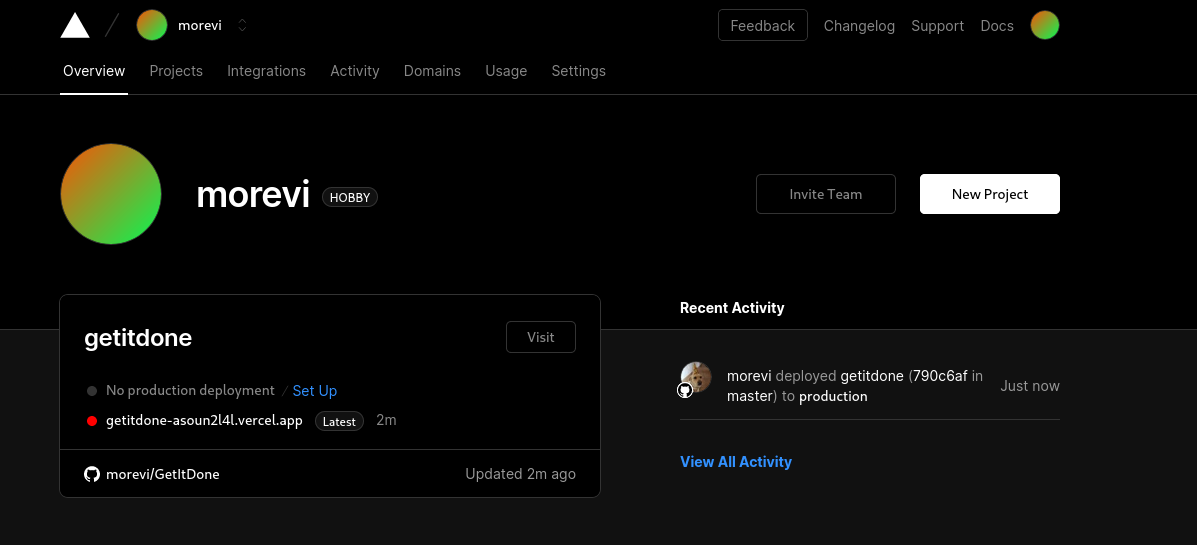 morevi
Feedback
Changelog
Support
Docs
Overview
Projects
Integrations
Activity
Domains
Usage
Settings
morevi HOBBY
Invite Team
New Project
getitdone
Visit
No production deployment / Set Up
getitdone-asoun2l4l.vercel.app Latest 2m
morevi/GetItDone
Updated 2m ago
Recent Activity
morevi deployed getitdone (790c6af in
master) to production
Just now
View All Activity